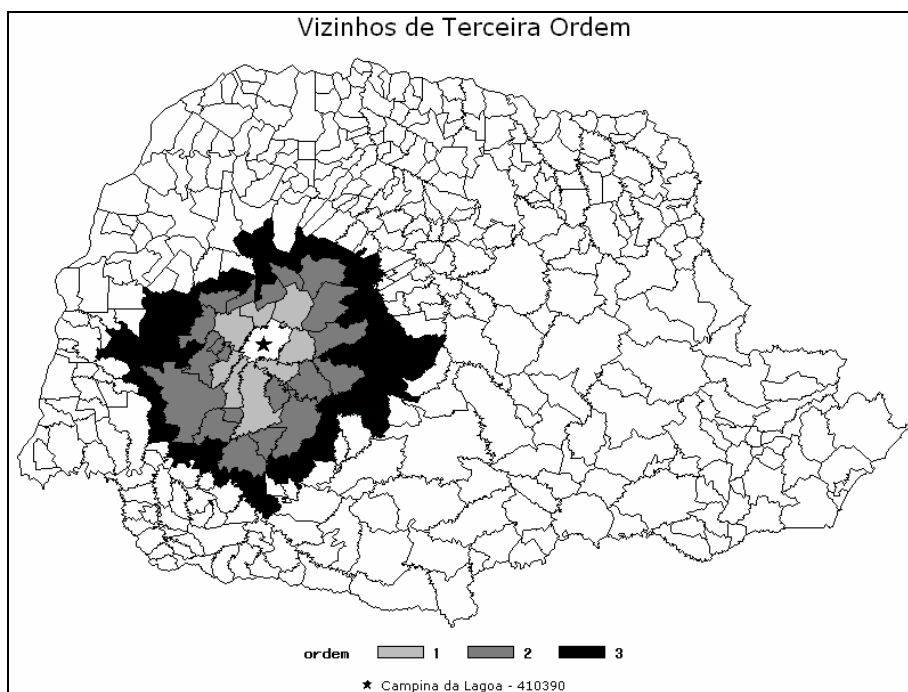 Vizinhos de Terceira Ordem
ordem 1 2 3
★ Campina da Lagoa - 410390